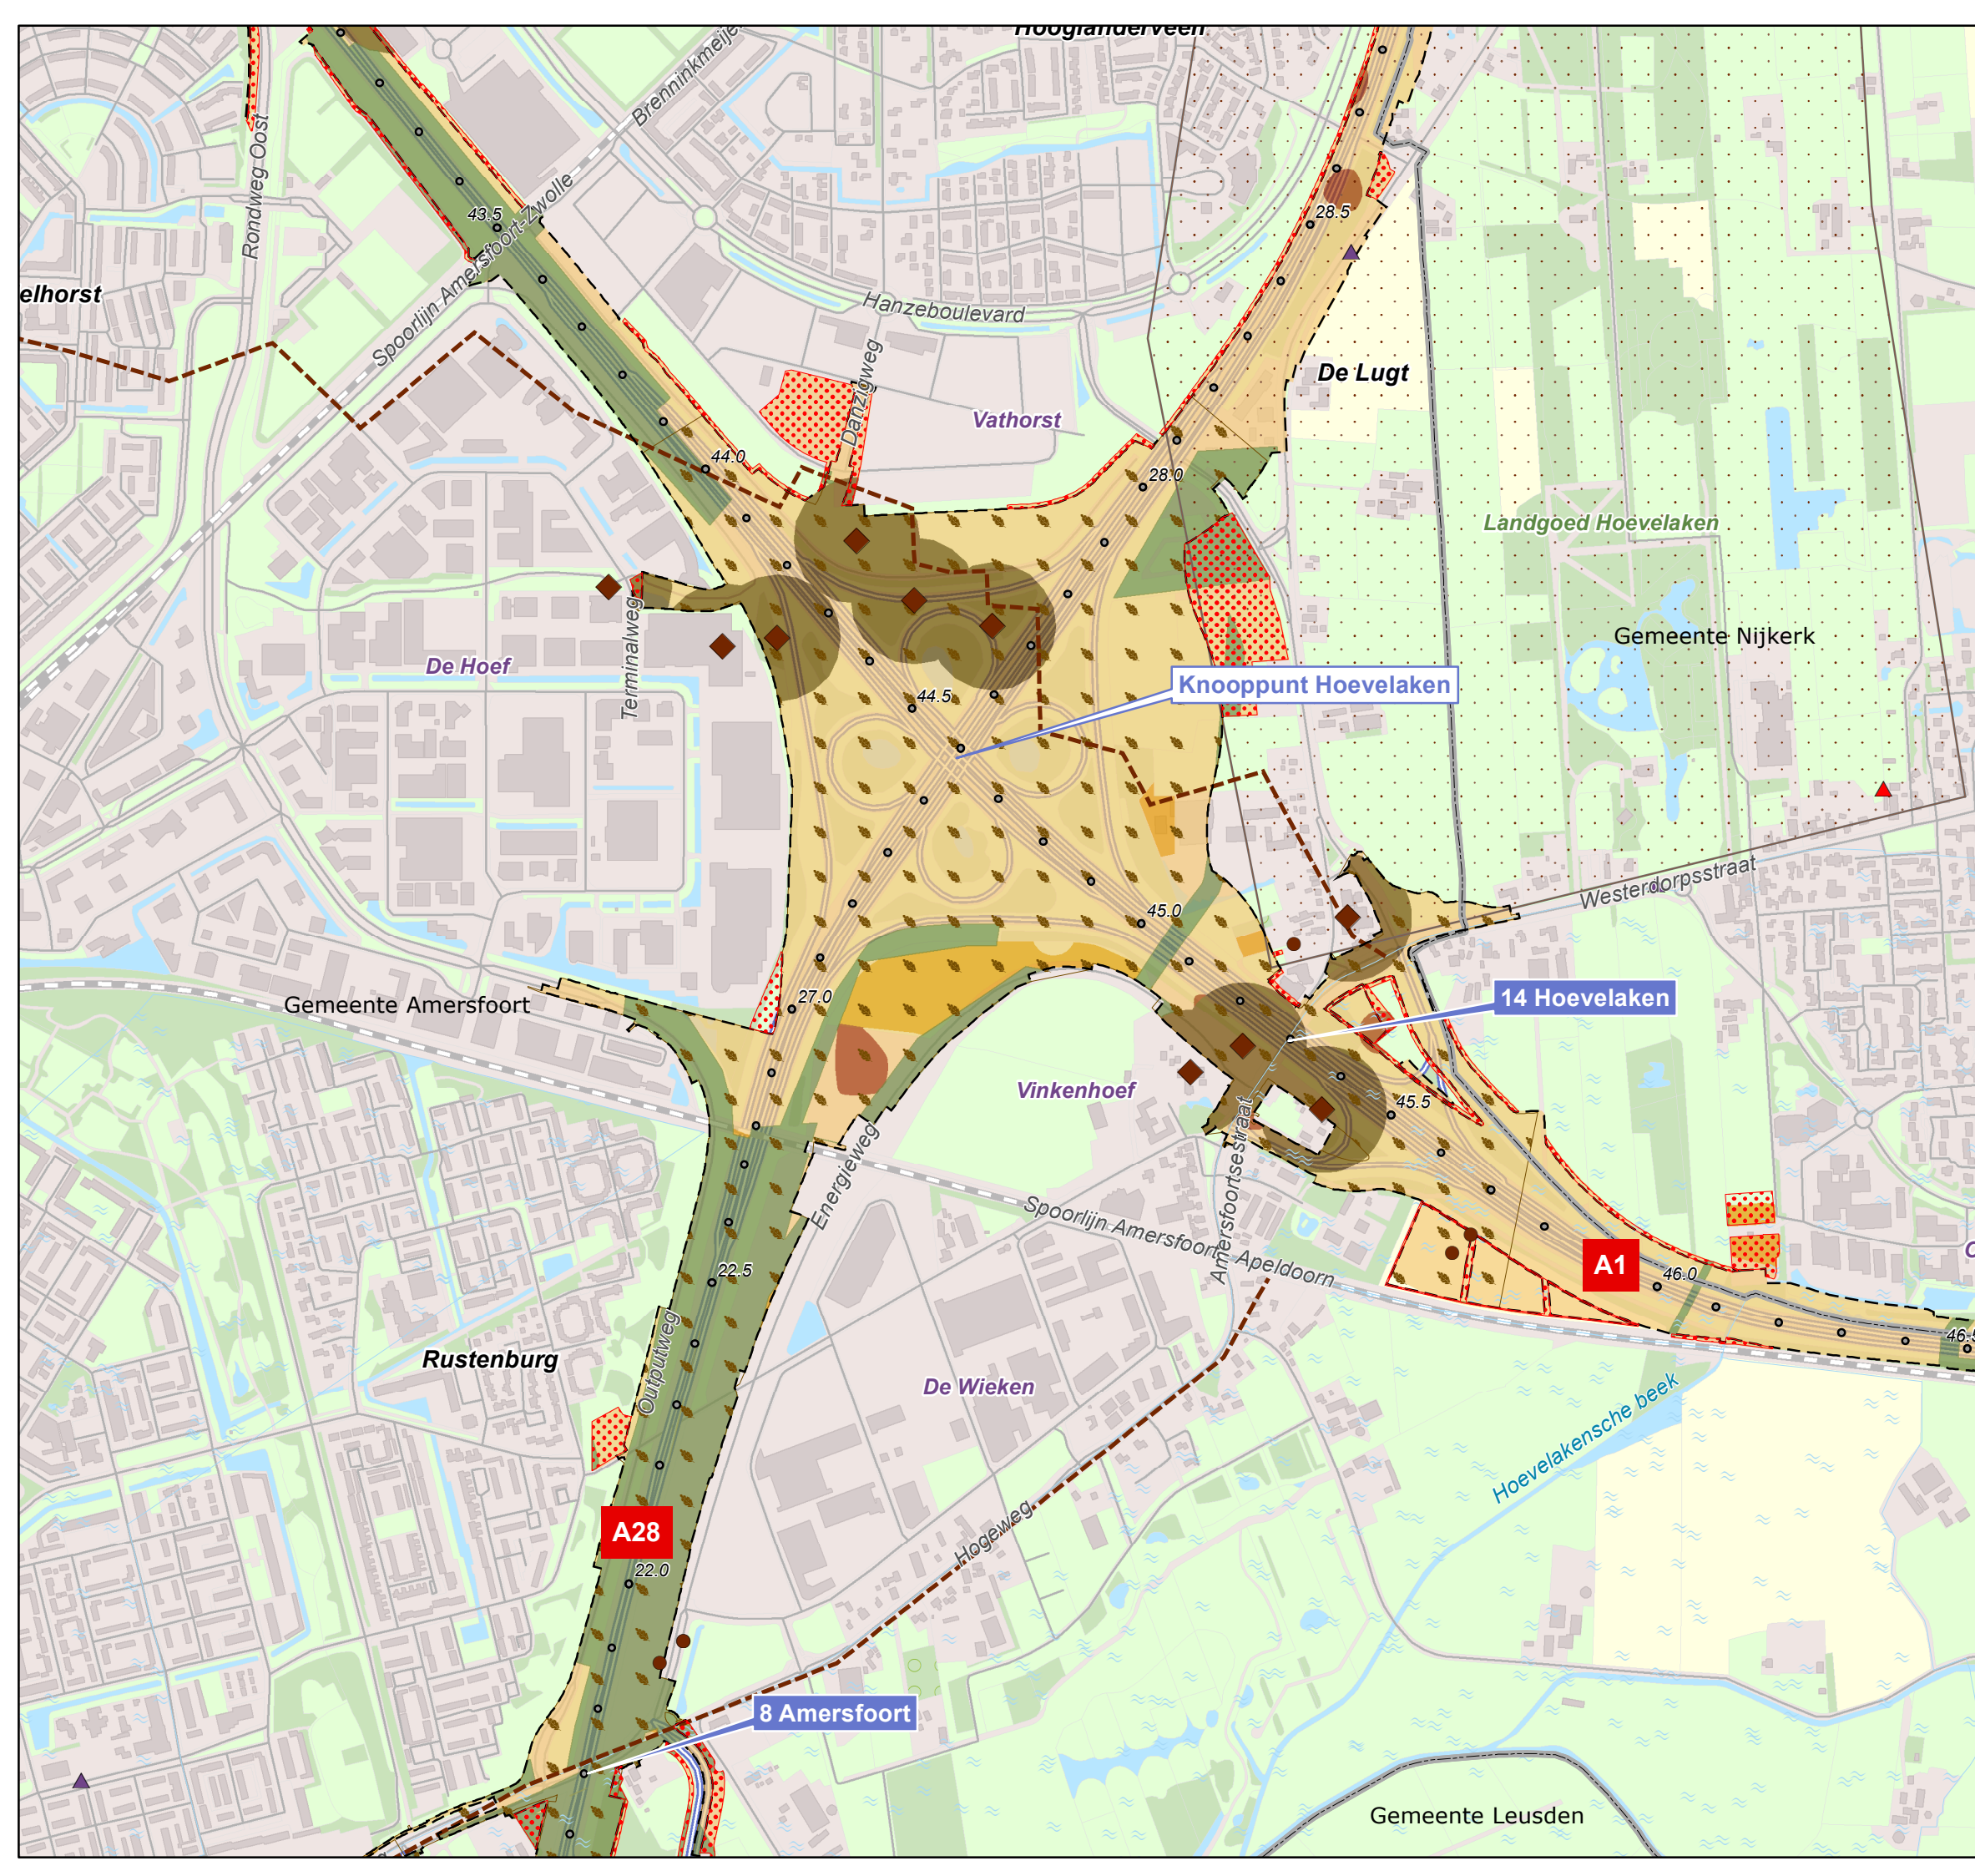 Hooglanderveen
Brenninkmeije
Rondweg Oost
43.5
28.5
elhorst
Spoorlijn Amersfoort-Zwolle
Hanzeboulevard
Danzigweg
De Lugt
Vathorst
44.0
28.0
Landgoed Hoevelaken
Gemeente Nijkerk
Terminalweg
De Hoef
Knooppunt Hoevelaken
44.5
Westerdorpsstraat
45.0
27.0
Gemeente Amersfoort
14 Hoevelaken
Vinkenhoef
45.5
Amersfoortsestraat
Energieweg
Spoorlijn Amersfoort - Apeldoorn
22.5
A1
46.0
46.5
Outputweg
Rustenburg
De Wieken
Hoevelakensche beek
A28
Hogeweg
22.0
8 Amersfoort
Gemeente Leusden